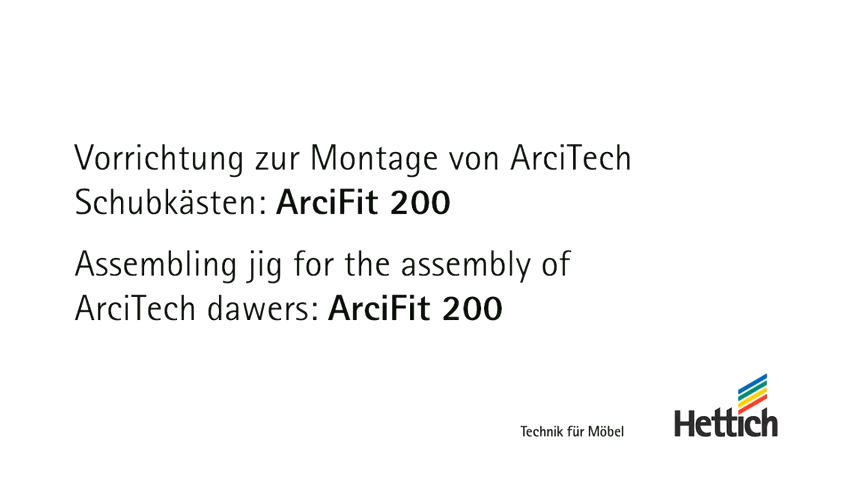 Vorrichtung zur Montage von ArciTech
Schubkästen: ArciFit 200
Assembling jig for the assembly of
ArciTech dawers: ArciFit 200
Technik für Möbel
Hettich